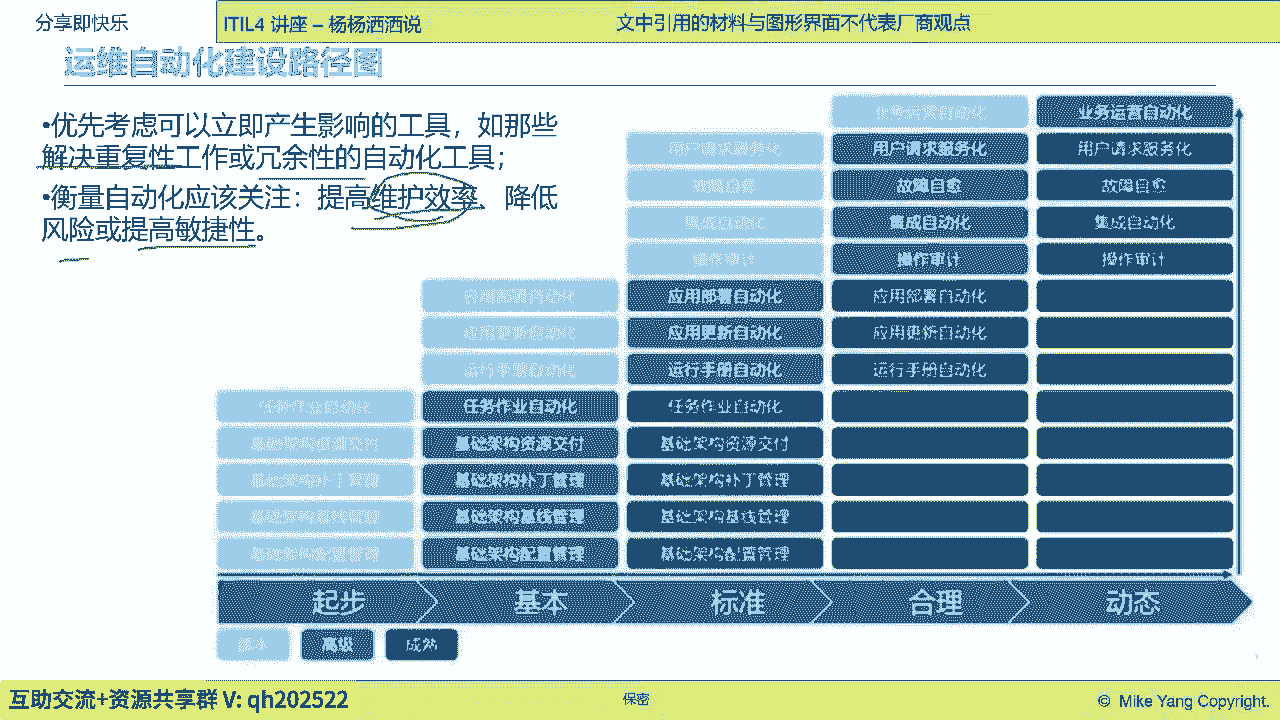 分享即快乐
ITIL4 讲座 – 杨杨洒洒说
文中引用的材料与图形界面不代表厂商观点
运维自动化建设路径图
•优先考虑可以立即产生影响的工具，如那些
解决重复性工作或冗余性的自动化工具；
•衡量自动化应该关注：提高维护效率、降低
风险或提高敏捷性。
业务运营自动化 业务运营自动化
用户请求服务化 用户请求服务化 用户请求服务化
故障自愈 故障自愈 故障自愈
集成自动化 集成自动化 集成自动化
操作审计 操作审计 操作审计
应用部署自动化 应用部署自动化 应用部署自动化
应用更新自动化 应用更新自动化 应用更新自动化
运行手册自动化 运行手册自动化 运行手册自动化
任务作业自动化 任务作业自动化 任务作业自动化
基础架构资源交付 基础架构资源交付 基础架构资源交付
基础架构补丁管理 基础架构补丁管理 基础架构补丁管理
基础架构基线管理 基础架构基线管理 基础架构基线管理
基础架构配置管理 基础架构配置管理 基础架构配置管理
起步 基本 标准 合理 动态
基本 高级 成熟
互助交流+资源共享群 V: qh202522
保密
© Mike Yang Copyright.